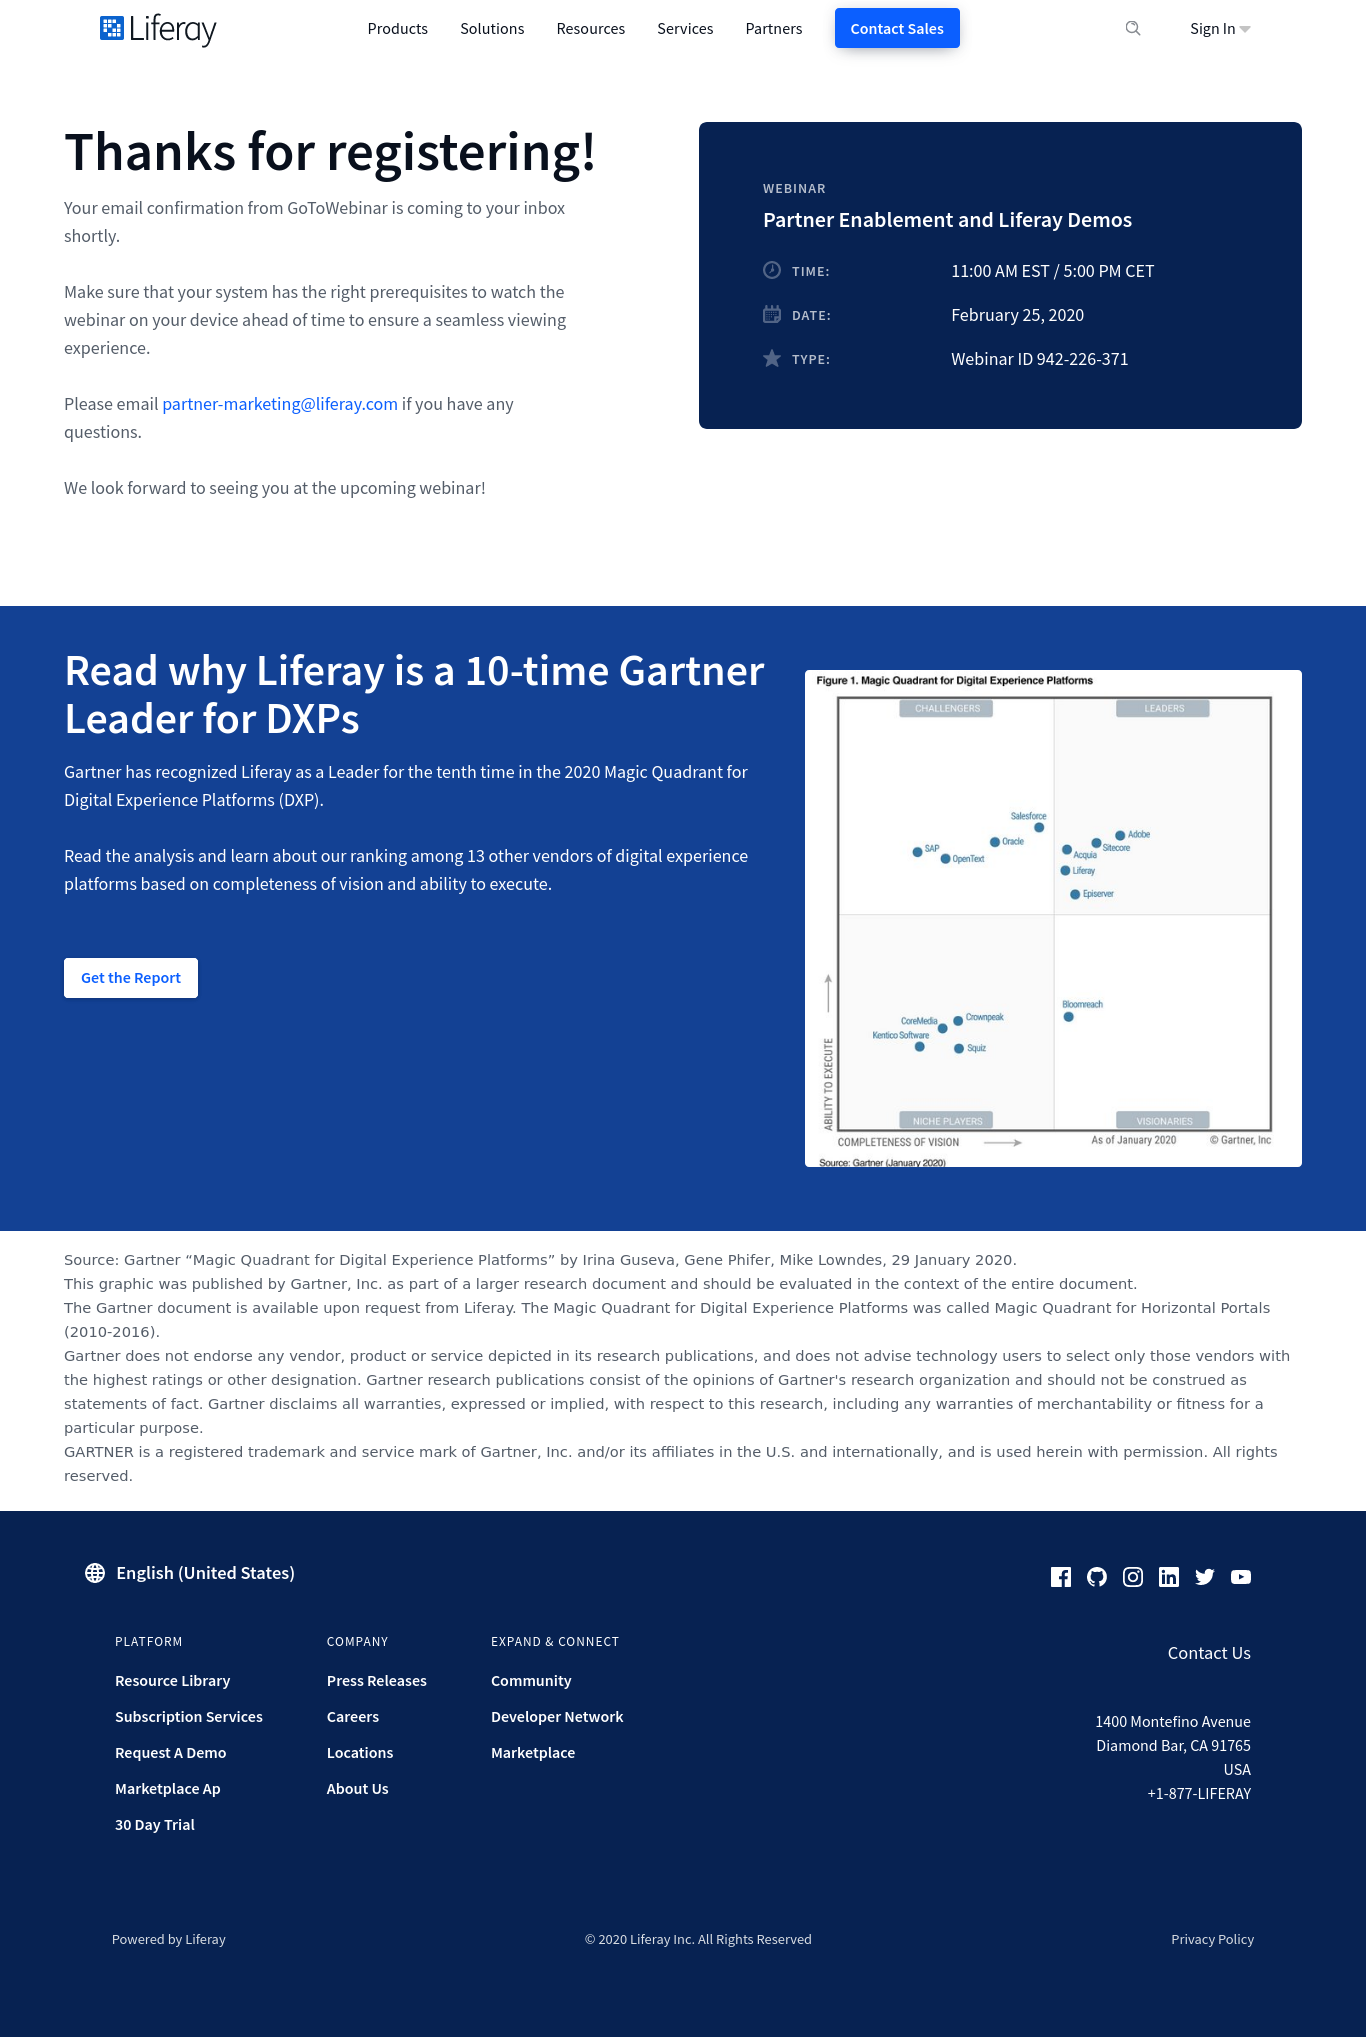 Liferay
Products
Solutions
Resources
Services
Partners
Contact Sales
Sign In
Thanks for registering!
Your email confirmation from GoToWebinar is coming to your inbox
shortly.
Make sure that your system has the right prerequisites to watch the
webinar on your device ahead of time to ensure a seamless viewing
experience.
Please email partner-marketing@liferay.com if you have any
questions.
We look forward to seeing you at the upcoming webinar!
WEBINAR
Partner Enablement and Liferay Demos
TIME: 11:00 AM EST / 5:00 PM CET
DATE: February 25, 2020
TYPE: Webinar ID 942-226-371
Read why Liferay is a 10-time Gartner
Leader for DXPs
Gartner has recognized Liferay as a Leader for the tenth time in the 2020 Magic Quadrant for
Digital Experience Platforms (DXP).
Read the analysis and learn about our ranking among 13 other vendors of digital experience
platforms based on completeness of vision and ability to execute.
Get the Report
Figure 1. Magic Quadrant for Digital Experience Platforms
CHALLENGERS
LEADERS
Salesforce
Adobe
Oracle
Sitecore
SAP
Acquia
OpenText
Liferay
Episerver
Bloomreach
CoreMedia
Crownpeak
Kentico Software
Squiz
ABILITY TO EXECUTE
NICHE PLAYERS
VISIONARIES
COMPLETENESS OF VISION
As of January 2020
© Gartner, Inc
Source: Gartner (January 2020)
Source: Gartner “Magic Quadrant for Digital Experience Platforms” by Irina Guseva, Gene Phifer, Mike Lowndes, 29 January 2020.
This graphic was published by Gartner, Inc. as part of a larger research document and should be evaluated in the context of the entire document.
The Gartner document is available upon request from Liferay. The Magic Quadrant for Digital Experience Platforms was called Magic Quadrant for Horizontal Portals
(2010-2016).
Gartner does not endorse any vendor, product or service depicted in its research publications, and does not advise technology users to select only those vendors with
the highest ratings or other designation. Gartner research publications consist of the opinions of Gartner's research organization and should not be construed as
statements of fact. Gartner disclaims all warranties, expressed or implied, with respect to this research, including any warranties of merchantability or fitness for a
particular purpose.
GARTNER is a registered trademark and service mark of Gartner, Inc. and/or its affiliates in the U.S. and internationally, and is used herein with permission. All rights
reserved.
English (United States)
PLATFORM
Resource Library
Subscription Services
Request A Demo
Marketplace Ap
30 Day Trial
COMPANY
Press Releases
Careers
Locations
About Us
EXPAND & CONNECT
Community
Developer Network
Marketplace
Contact Us
1400 Montefino Avenue
Diamond Bar, CA 91765
USA
+1-877-LIFERAY
Powered by Liferay
© 2020 Liferay Inc. All Rights Reserved
Privacy Policy